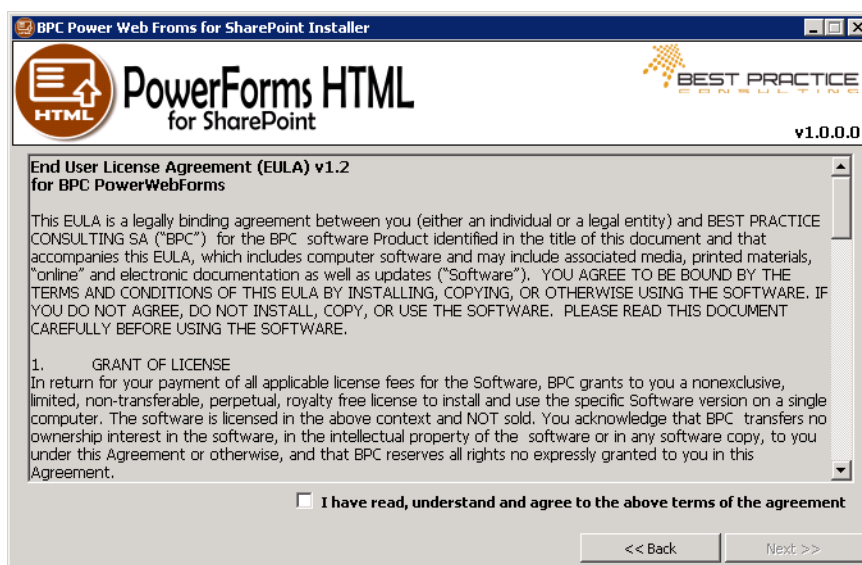 BPC Power Web Froms for SharePoint Installer
HTML
PowerForms HTML
for SharePoint
BEST PRACTICE
CONSULTING
v1.0.0.0
End User License Agreement (EULA) v1.2
for BPC PowerWebForms
This EULA is a legally binding agreement between you (either an individual or a legal entity) and BEST PRACTICE
CONSULTING SA ("BPC")  for the BPC  software Product identified in the title of this document and that
accompanies this EULA, which includes computer software and may include associated media, printed materials,
"online" and electronic documentation as well as updates ("Software").  YOU AGREE TO BE BOUND BY THE
TERMS AND CONDITIONS OF THIS EULA BY INSTALLING, COPYING, OR OTHERWISE USING THE SOFTWARE. IF
YOU DO NOT AGREE, DO NOT INSTALL, COPY, OR USE THE SOFTWARE.  PLEASE READ THIS DOCUMENT
CAREFULLY BEFORE USING THE SOFTWARE.
1.        GRANT OF LICENSE
In return for your payment of all applicable license fees for the Software, BPC grants to you a nonexclusive,
limited, non-transferable, perpetual, royalty free license to install and use the specific Software version on a single
computer. The software is licensed in the above context and NOT sold. You acknowledge that BPC  transfers no
ownership interest in the software, in the intellectual property of the  software or in any software copy, to you
under this Agreement or otherwise, and that BPC reserves all rights no expressly granted to you in this
Agreement.
I have read, understand and agree to the above terms of the agreement
<< Back
Next >>